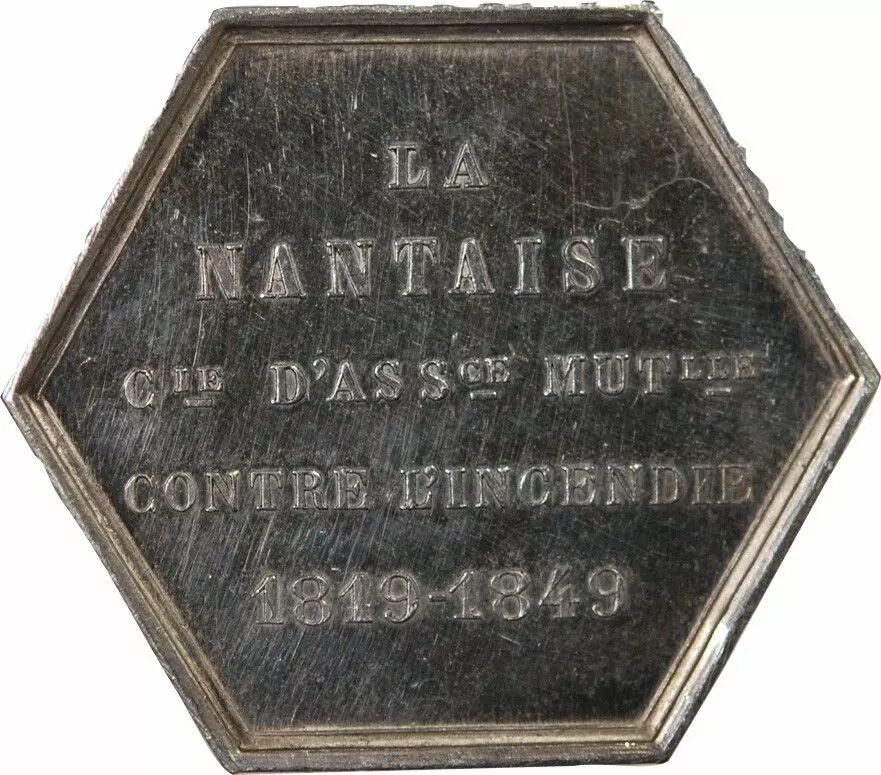 LA
NANTAISE
CIE D'ASSCE MUTLLE
CONTRE L'INCENDIE
1819-1849